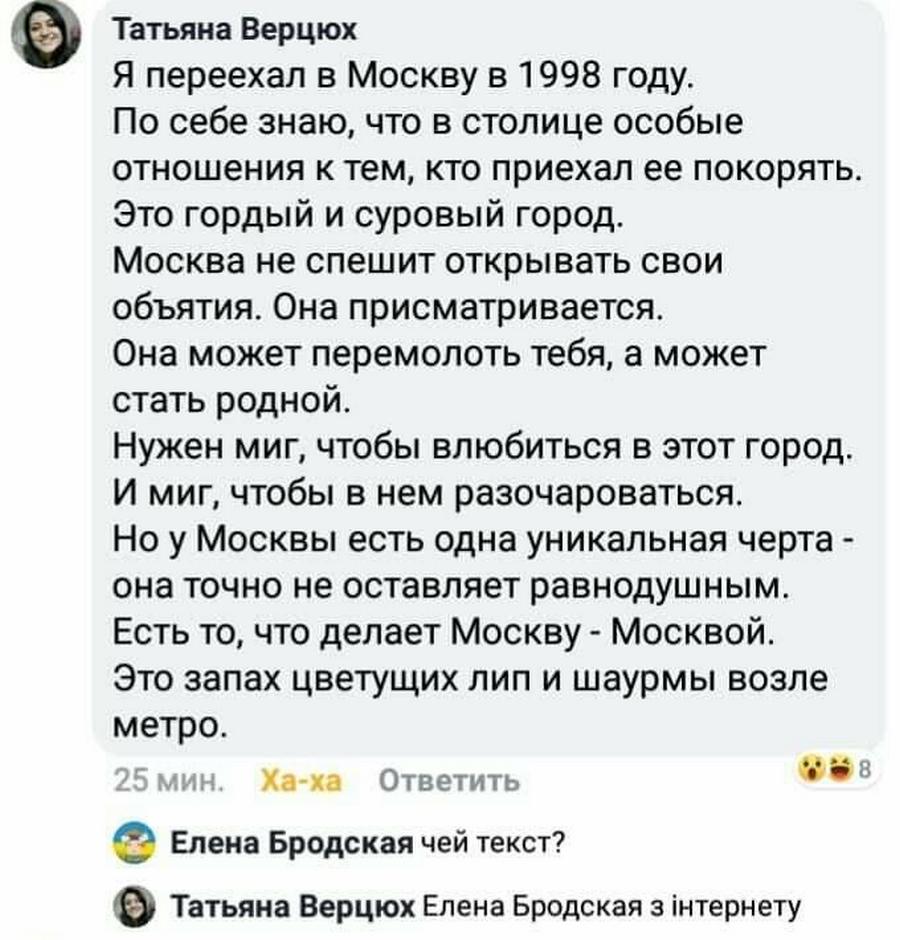 Татьяна Верцюх
Я переехал в Москву в 1998 году.
По себе знаю, что в столице особые
отношения к тем, кто приехал ее покорять.
Это гордый и суровый город.
Москва не спешит открывать свои
объятия. Она присматривается.
Она может перемолоть тебя, а может
стать родной.
Нужен миг, чтобы влюбиться в этот город.
И миг, чтобы в нем разочароваться.
Но у Москвы есть одна уникальная черта -
она точно не оставляет равнодушным.
Есть то, что делает Москву - Москвой.
Это запах цветущих лип и шаурмы возле
метро.
25 мин. Ха-ха Ответить 8
Елена Бродская чей текст?
Татьяна Верцюх Елена Бродская з інтернету